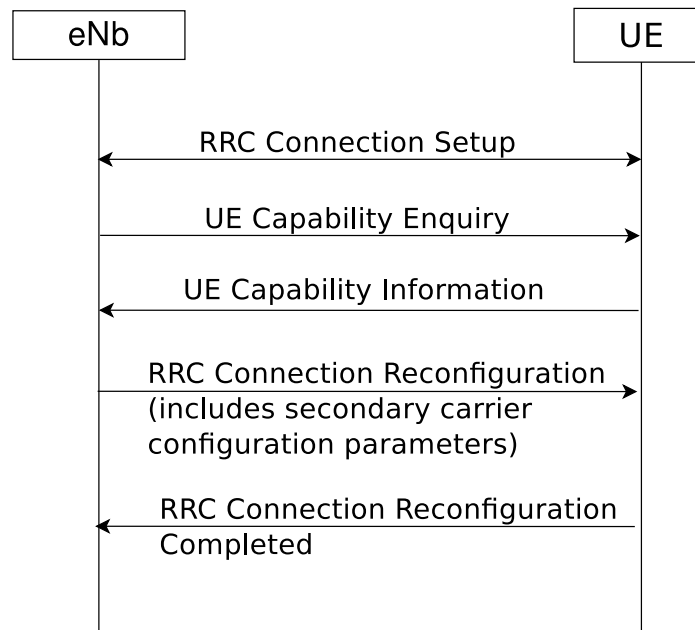 eNb
UE
RRC Connection Setup
UE Capability Enquiry
UE Capability Information
RRC Connection Reconfiguration
(includes secondary carrier
configuration parameters)
RRC Connection Reconfiguration
Completed